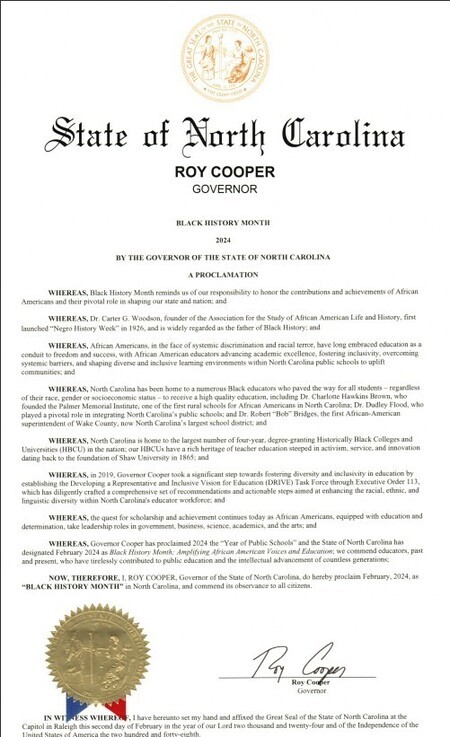 State of North Carolina
ROY COOPER
GOVERNOR
BLACK HISTORY MONTH
2024
BY THE GOVERNOR OF THE STATE OF NORTH CAROLINA
A PROCLAMATION
WHEREAS, Black History Month reminds us of our responsibility to honor the contributions and achievements of African
Americans and their pivotal role in shaping our state and nation; and
WHEREAS, Dr. Carter G. Woodson, founder of the Association for the Study of African American Life and History, first
launched “Negro History Week” in 1926, and is widely regarded as the father of Black History; and
WHEREAS, African Americans, in the face of systemic discrimination and racial terror, have long embraced education as a
conduit to freedom and success, with African American educators advancing academic excellence, fostering inclusivity, overcoming
systemic barriers, and shaping diverse and inclusive learning environments within North Carolina public schools to uplift
communities; and
WHEREAS, North Carolina has been home to a numerous Black educators who paved the way for all students – regardless
of their race, gender or socioeconomic status – to receive a high quality education, including Dr. Charlotte Hawkins Brown, who
founded the Palmer Memorial Institute, one of the first rural schools for African Americans in North Carolina; Dr. Dudley Flood, who
played a pivotal role in integrating North Carolina’s public schools; and Dr. Robert “Bob” Bridges, the first African-American
superintendent of Wake County, now North Carolina’s largest school district; and
WHEREAS, North Carolina is home to the largest number of four-year, degree-granting Historically Black Colleges and
Universities (HBCU) in the nation; our HBCUs have a rich heritage of teacher education steeped in activism, service, and innovation
dating back to the foundation of Shaw University in 1865; and
WHEREAS, in 2019, Governor Cooper took a significant step towards fostering diversity and inclusivity in education by
establishing the Developing a Representative and Inclusive Vision for Education (DRIVE) Task Force through Executive Order 113,
which has diligently crafted a comprehensive set of recommendations and actionable steps aimed at enhancing the racial, ethnic, and
linguistic diversity within North Carolina's educator workforce; and
WHEREAS, the quest for scholarship and achievement continues today as African Americans, equipped with education and
determination, take leadership roles in government, business, science, academics, and the arts; and
WHEREAS, Governor Cooper has proclaimed 2024 the “Year of Public Schools” and the State of North Carolina has
designated February 2024 as Black History Month; Amplifying African American Voices and Education; we commend educators, past
and present, who have tirelessly contributed to public education and the intellectual advancement of countless generations;
NOW, THEREFORE, I, ROY COOPER, Governor of the State of North Carolina, do hereby proclaim February, 2024, as
“BLACK HISTORY MONTH” in North Carolina, and commend its observance to all citizens.
Roy Cooper
Roy Cooper
Governor
IN WITNESS WHEREOF, I have hereunto set my hand and affixed the Great Seal of the State of North Carolina at the
Capitol in Raleigh this second day of February in the year of our Lord two thousand and twenty-four and of the Independence of the
United States of America the two hundred and forty-eighth.